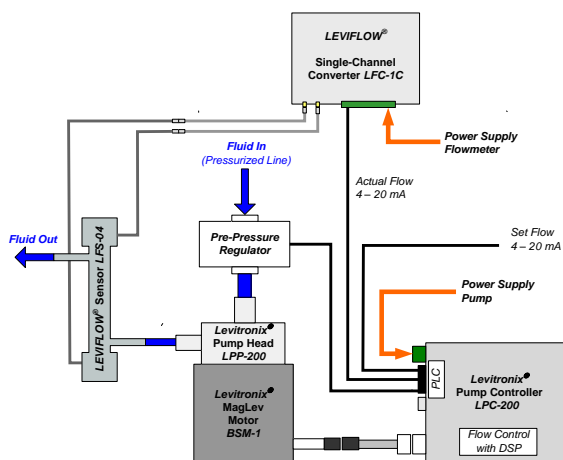 LEVIFLOW®
Single-Channel
Converter LFC-1C
Power Supply
Flowmeter
Fluid In
(Pressurized Line)
Actual Flow
4 – 20 mA
Set Flow
4 – 20 mA
Fluid Out
LEVIFLOW® Sensor LFS-04
Pre-Pressure
Regulator
Power Supply
Pump
Levitronix®
Pump Head
LPP-200
Levitronix®
MagLev
Motor
BSM-1
PLC
Levitronix®
Pump Controller
LPC-200
Flow Control
with DSP